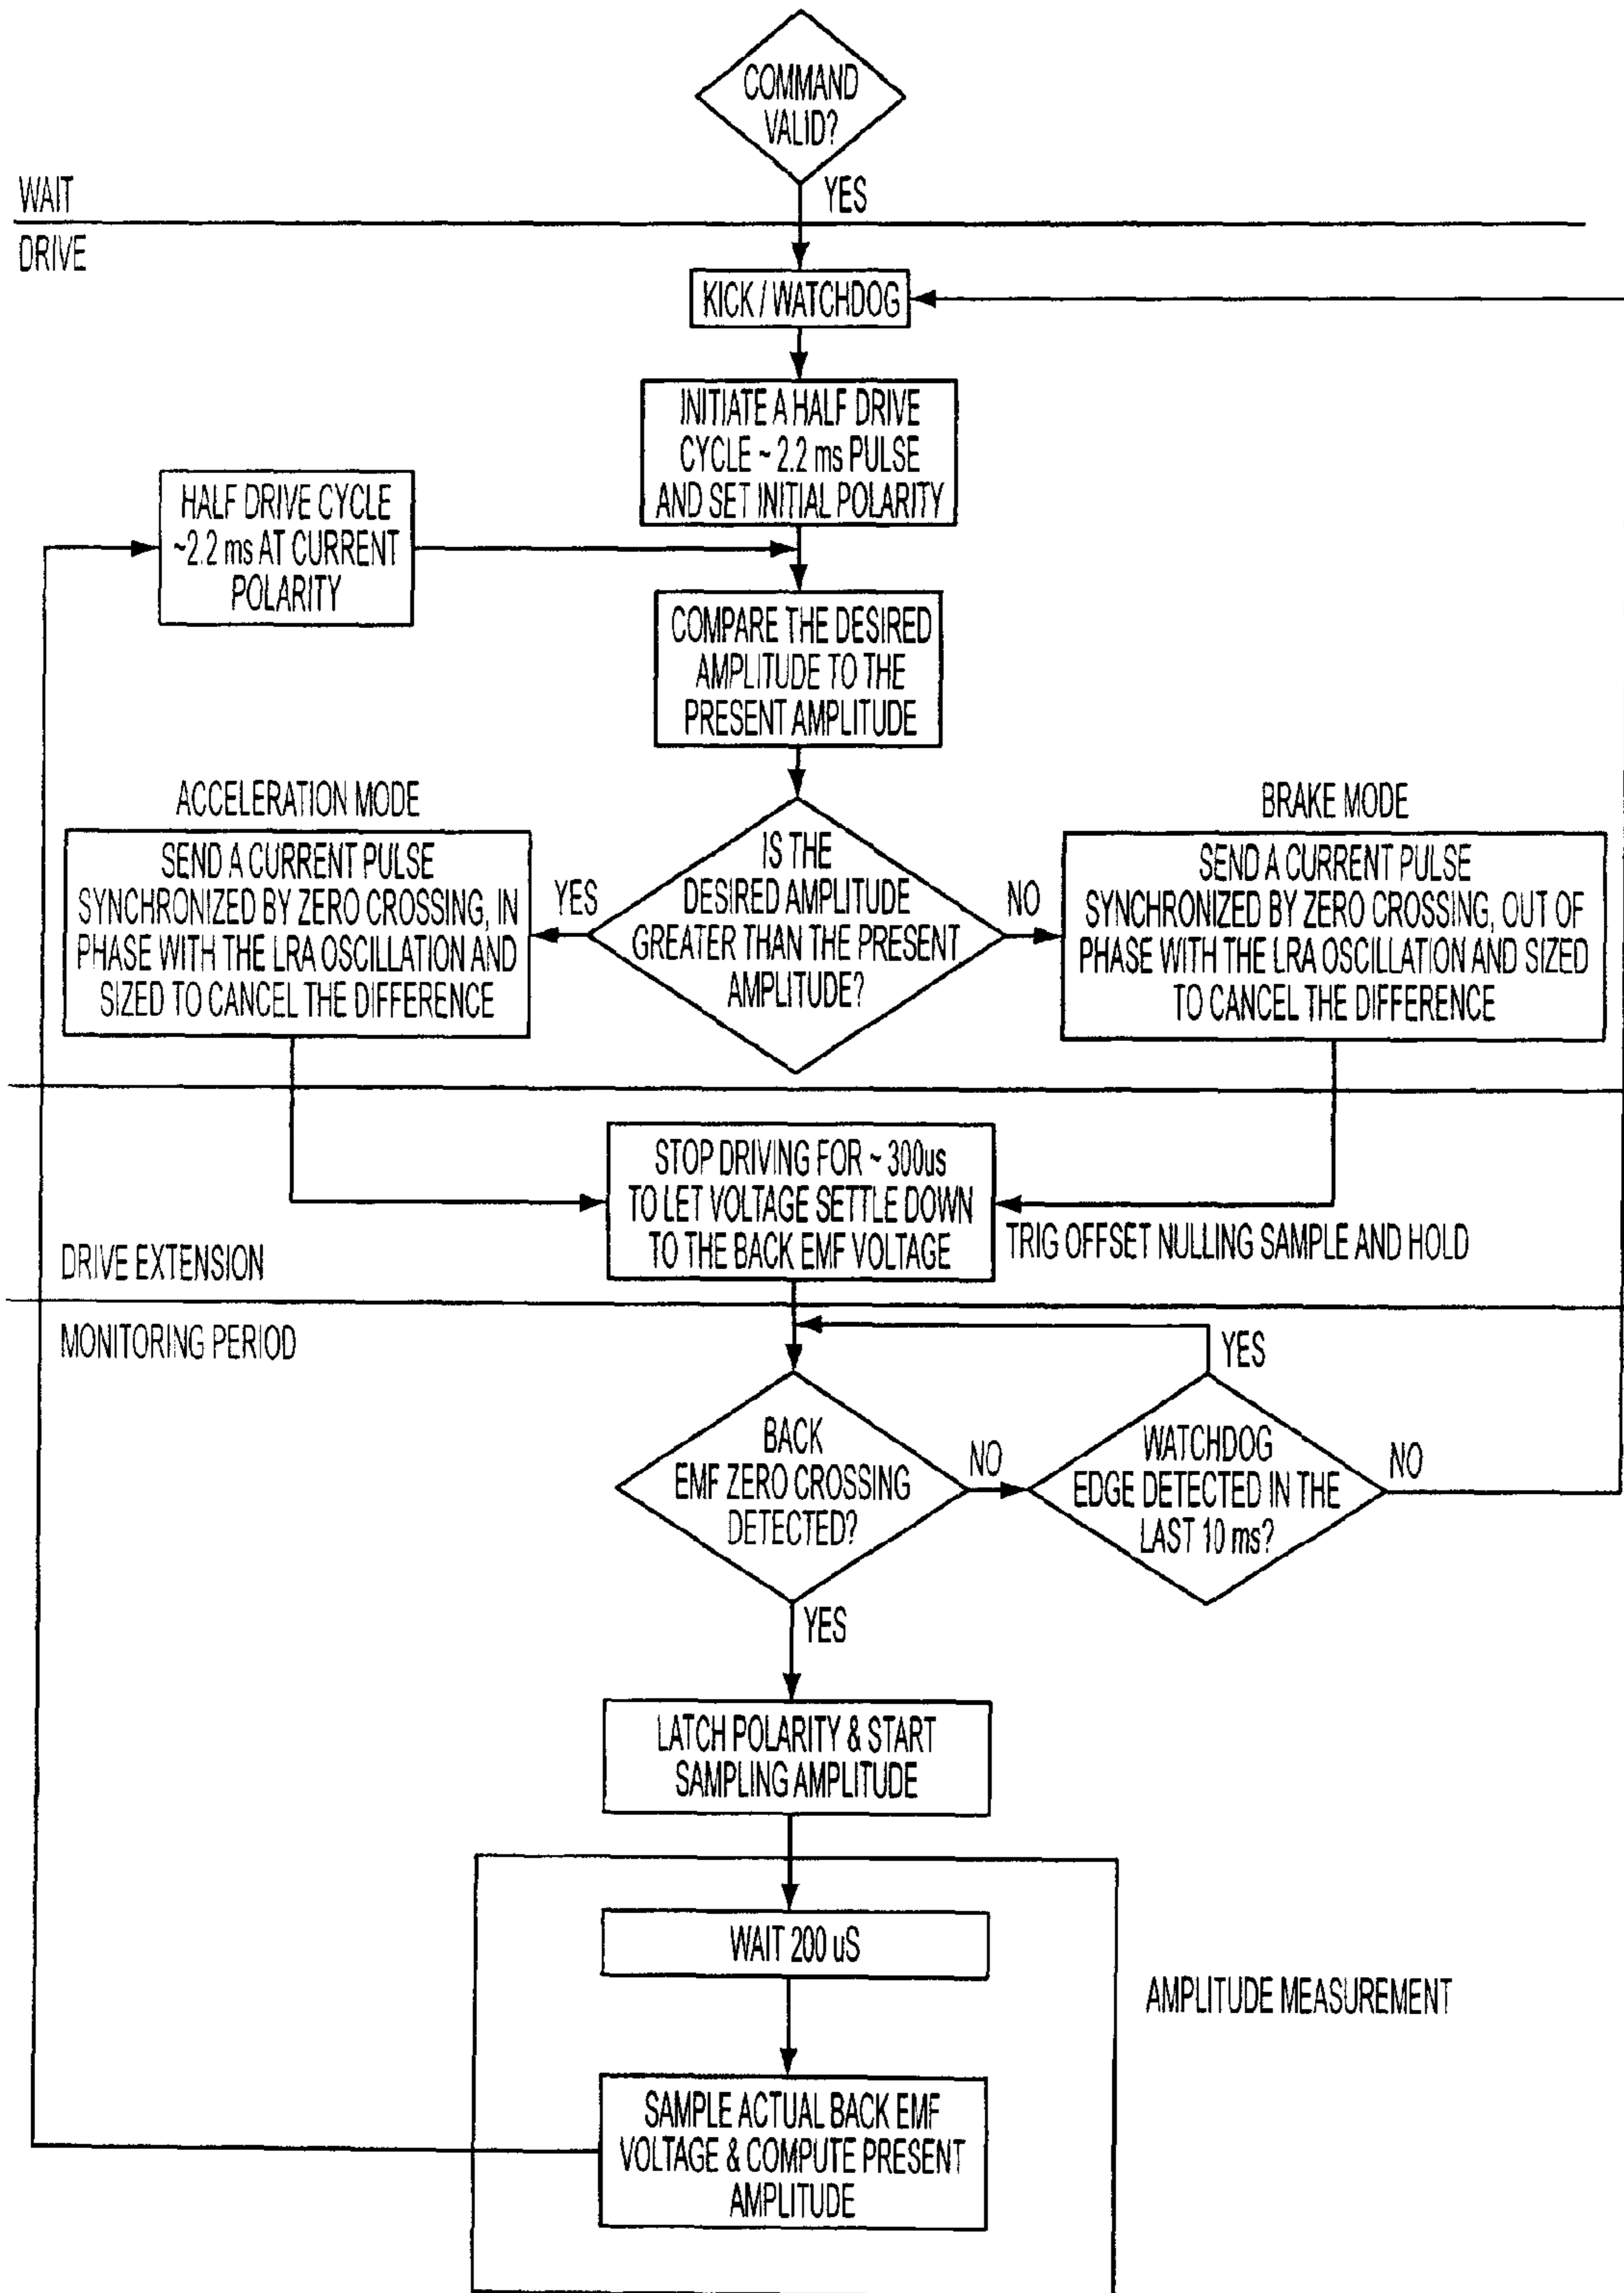 COMMAND
VALID?
WAIT
YES
DRIVE
KICK / WATCHDOG
INITIATE A HALF DRIVE
CYCLE ~ 2.2 ms PULSE
AND SET INITIAL POLARITY
HALF DRIVE CYCLE
~2.2 ms AT CURRENT
POLARITY
COMPARE THE DESIRED
AMPLITUDE TO THE
PRESENT AMPLITUDE
ACCELERATION MODE
SEND A CURRENT PULSE
SYNCHRONIZED BY ZERO CROSSING, IN
PHASE WITH THE LRA OSCILLATION AND
SIZED TO CANCEL THE DIFFERENCE
YES
IS THE
DESIRED AMPLITUDE
GREATER THAN THE PRESENT
AMPLITUDE?
NO
BRAKE MODE
SEND A CURRENT PULSE
SYNCHRONIZED BY ZERO CROSSING, OUT OF
PHASE WITH THE LRA OSCILLATION AND SIZED
TO CANCEL THE DIFFERENCE
STOP DRIVING FOR ~ 300us
TO LET VOLTAGE SETTLE DOWN
TO THE BACK EMF VOLTAGE
TRIG OFFSET NULLING SAMPLE AND HOLD
DRIVE EXTENSION
MONITORING PERIOD
YES
BACK
EMF ZERO CROSSING
DETECTED?
NO
WATCHDOG
EDGE DETECTED IN THE
LAST 10 ms?
NO
YES
LATCH POLARITY & START
SAMPLING AMPLITUDE
WAIT 200 uS
AMPLITUDE MEASUREMENT
SAMPLE ACTUAL BACK EMF
VOLTAGE & COMPUTE PRESENT
AMPLITUDE